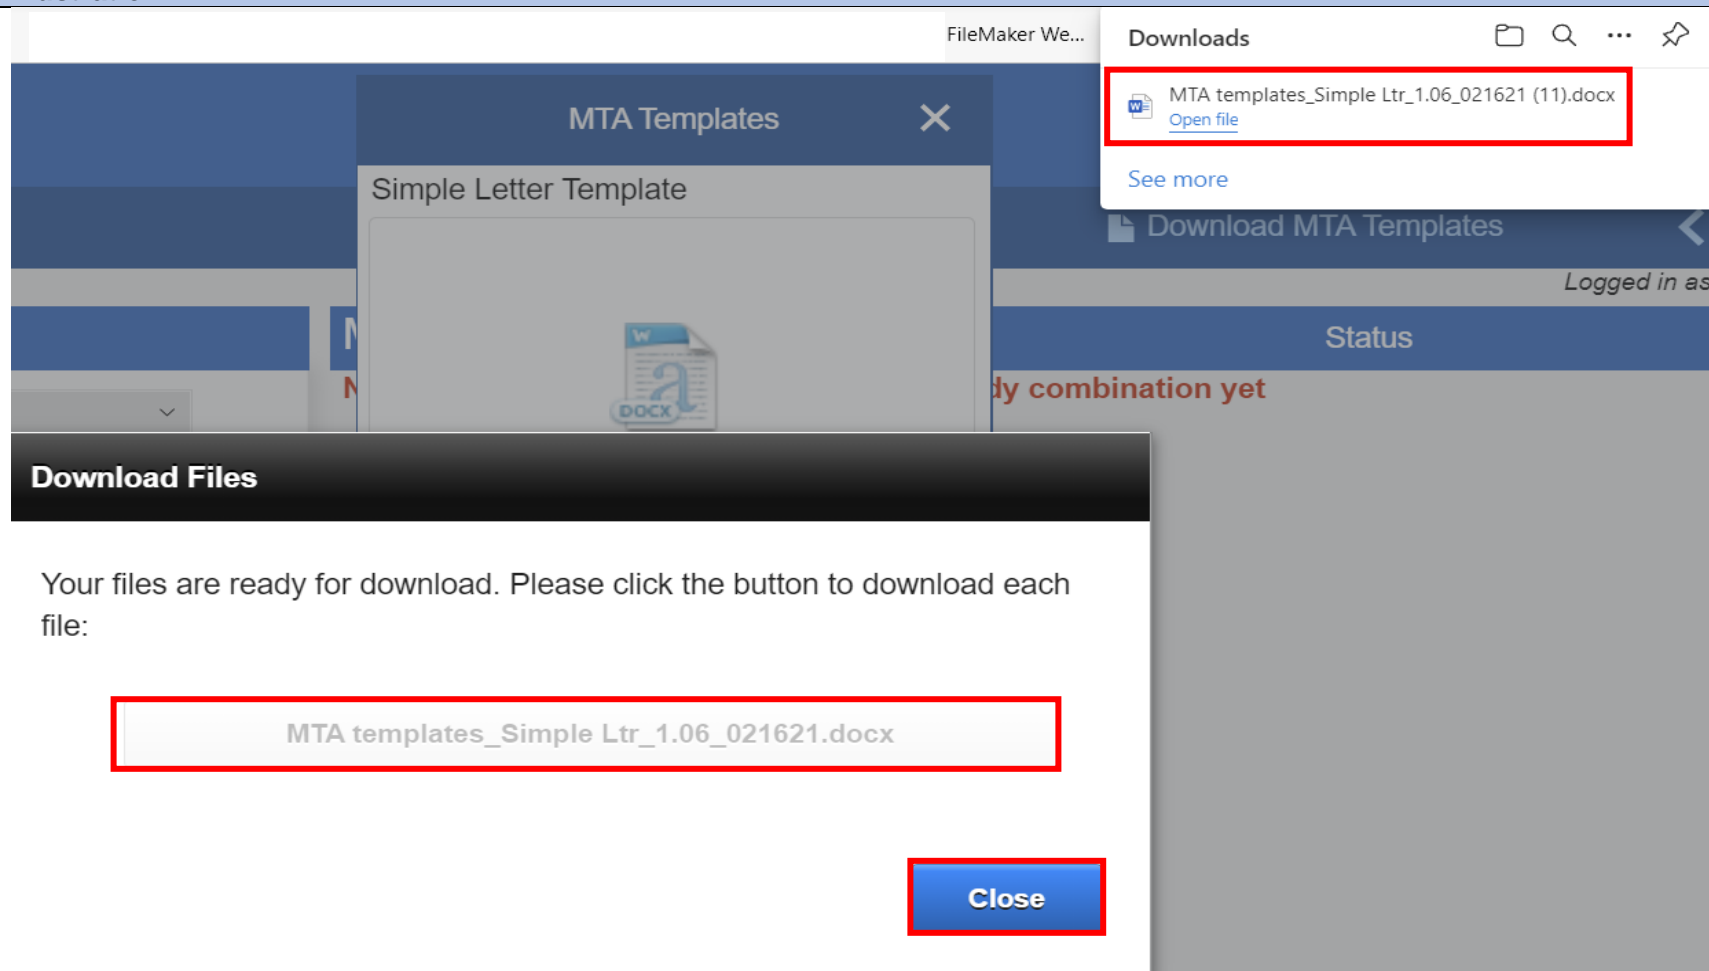 FileMaker We...
Downloads
MTA templates_Simple Ltr_1.06_021621 (11).docx
Open file
See more
MTA Templates
Simple Letter Template
Download MTA Templates
Logged in as
Status
dy combination yet
W
a
DOCX
Download Files
Your files are ready for download. Please click the button to download each
file:
MTA templates_Simple Ltr_1.06_021621.docx
Close